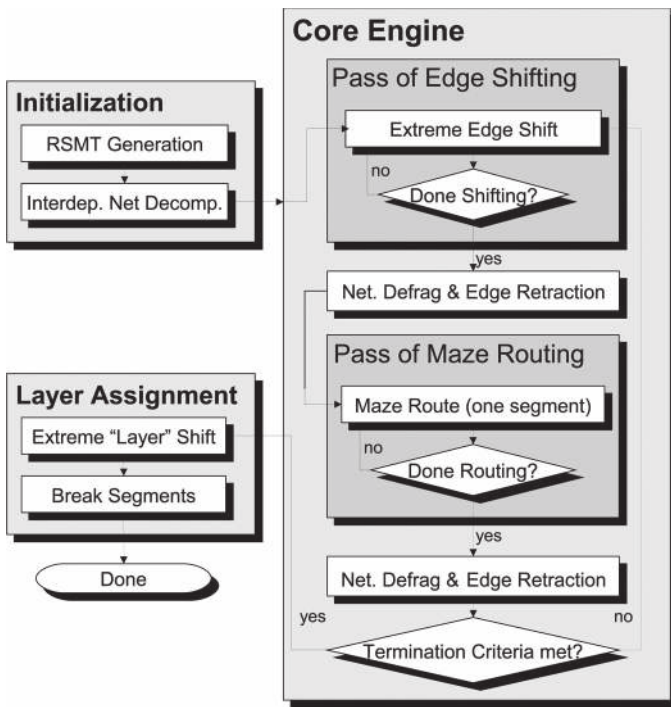 Initialization
RSMT Generation
Interdep. Net Decomp.
Core Engine
Pass of Edge Shifting
Extreme Edge Shift
no
Done Shifting?
yes
Net. Defrag & Edge Retraction
Pass of Maze Routing
Maze Route (one segment)
no
Done Routing?
yes
Net. Defrag & Edge Retraction
yes
no
Termination Criteria met?
Layer Assignment
Extreme “Layer” Shift
Break Segments
Done